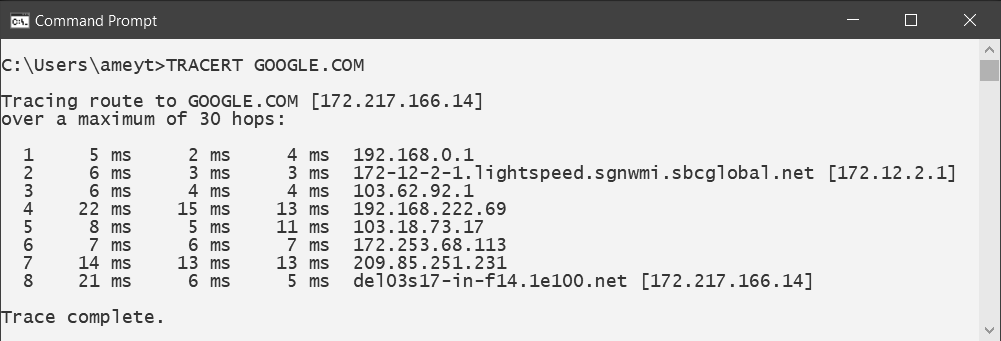 Command Prompt
C:\Users\ameyt>TRACERT GOOGLE.COM
Tracing route to GOOGLE.COM [172.217.166.14]
over a maximum of 30 hops:
1 5 ms 2 ms 4 ms 192.168.0.1
2 6 ms 3 ms 3 ms 172-12-2-1.lightspeed.sgnwmi.sbcglobal.net [172.12.2.1]
3 6 ms 4 ms 4 ms 103.62.92.1
4 22 ms 15 ms 13 ms 192.168.222.69
5 8 ms 5 ms 11 ms 103.18.73.17
6 7 ms 6 ms 7 ms 172.253.68.113
7 14 ms 13 ms 13 ms 209.85.251.231
8 21 ms 6 ms 5 ms del03s17-in-f14.1e100.net [172.217.166.14]
Trace complete.